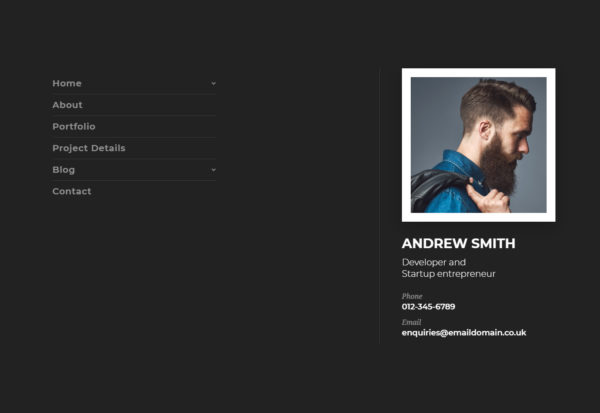 Home
About
Portfolio
Project Details
Blog
Contact
ANDREW SMITH
Developer and
Startup entrepreneur
Phone
012-345-6789
Email
enquiries@emaildomain.co.uk